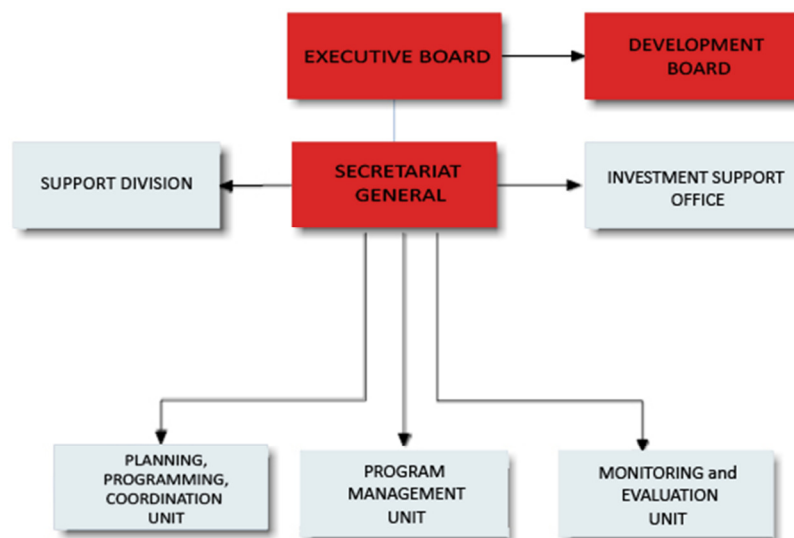 EXECUTIVE BOARD
DEVELOPMENT
BOARD
SUPPORT DIVISION
SECRETARIAT
GENERAL
INVESTMENT SUPPORT
OFFICE
PLANNING,
PROGRAMMING,
COORDINATION
UNIT
PROGRAM
MANAGEMENT
UNIT
MONITORING and
EVALUATION
UNIT